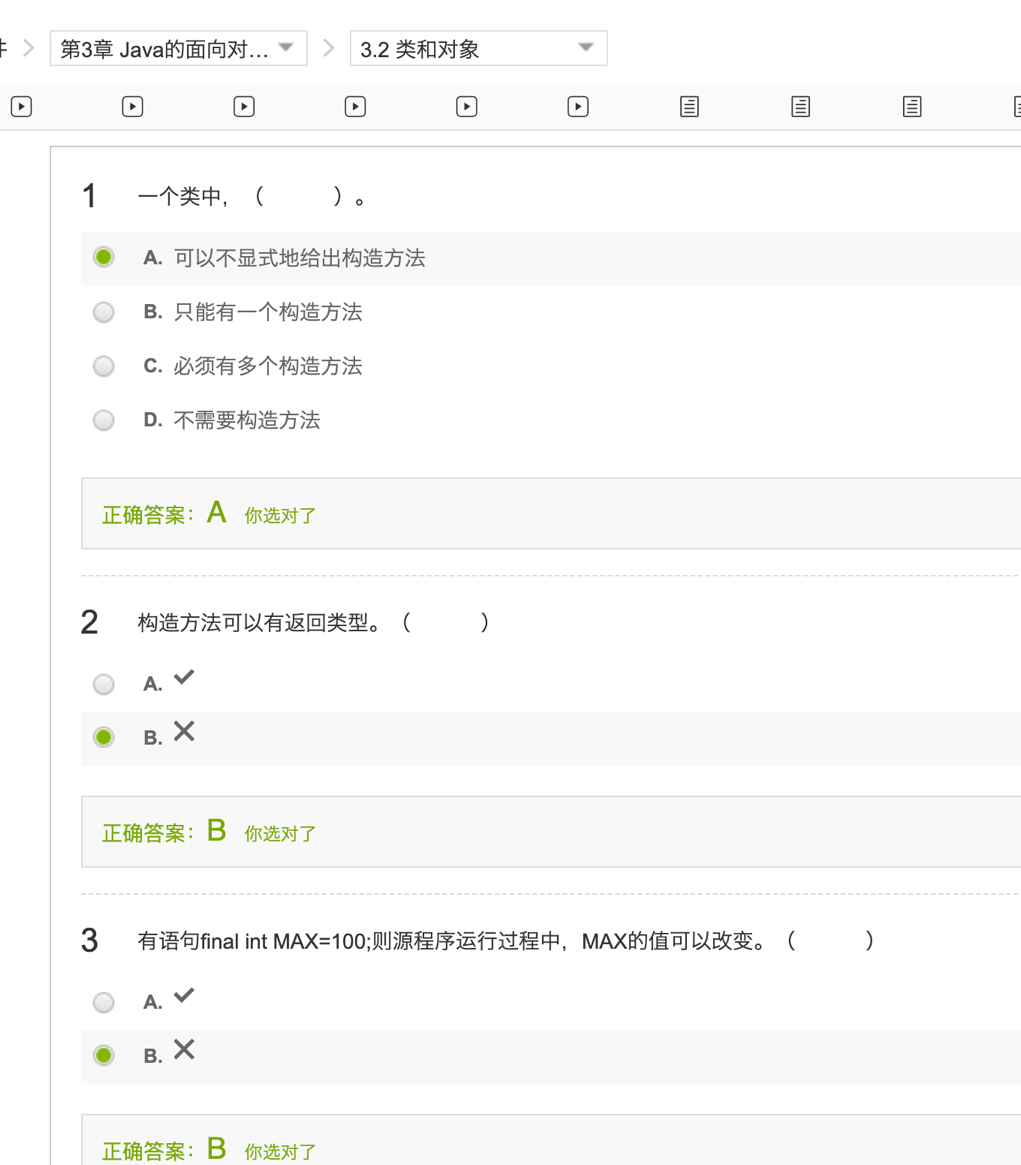 第3章 Java的面向对... 3.2 类和对象
1 一个类中，（ ）。
A. 可以不显式地给出构造方法
B. 只能有一个构造方法
C. 必须有多个构造方法
D. 不需要构造方法
正确答案：A 你选对了
2 构造方法可以有返回类型。（ ）
A.
B.
正确答案：B 你选对了
3 有语句final int MAX=100;则源程序运行过程中，MAX的值可以改变。（ ）
A.
B.
正确答案：B 你选对了